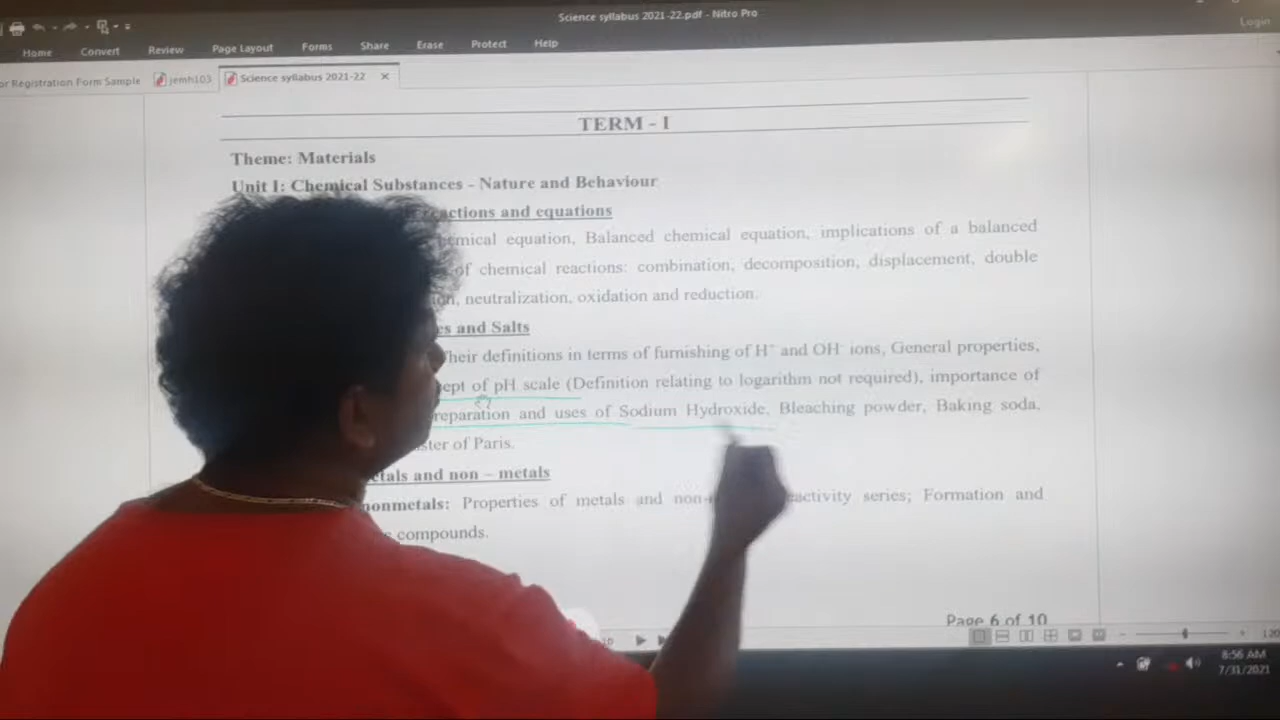 Science syllabus 2021-22.pdf - Nitro Pro
Login
Home Convert Review Page Layout Forms Share Erase Protect Help
or Registration Form Sample jemh103 Science syllabus 2021-22
TERM - I
Theme: Materials
Unit I: Chemical Substances - Nature and Behaviour
reactions and equations
emical equation, Balanced chemical equation, implications of a balanced
of chemical reactions: combination, decomposition, displacement, double
on, neutralization, oxidation and reduction.
es and Salts
Their definitions in terms of furnishing of H+ and OH- ions, General properties,
ept of pH scale (Definition relating to logarithm not required), importance of
reparation and uses of Sodium Hydroxide, Bleaching powder, Baking soda,
ster of Paris.
etals and non – metals
nonmetals: Properties of metals and non- eactivity series; Formation and
compounds.
Page 6 of 10
8:56 AM
7/31/2021